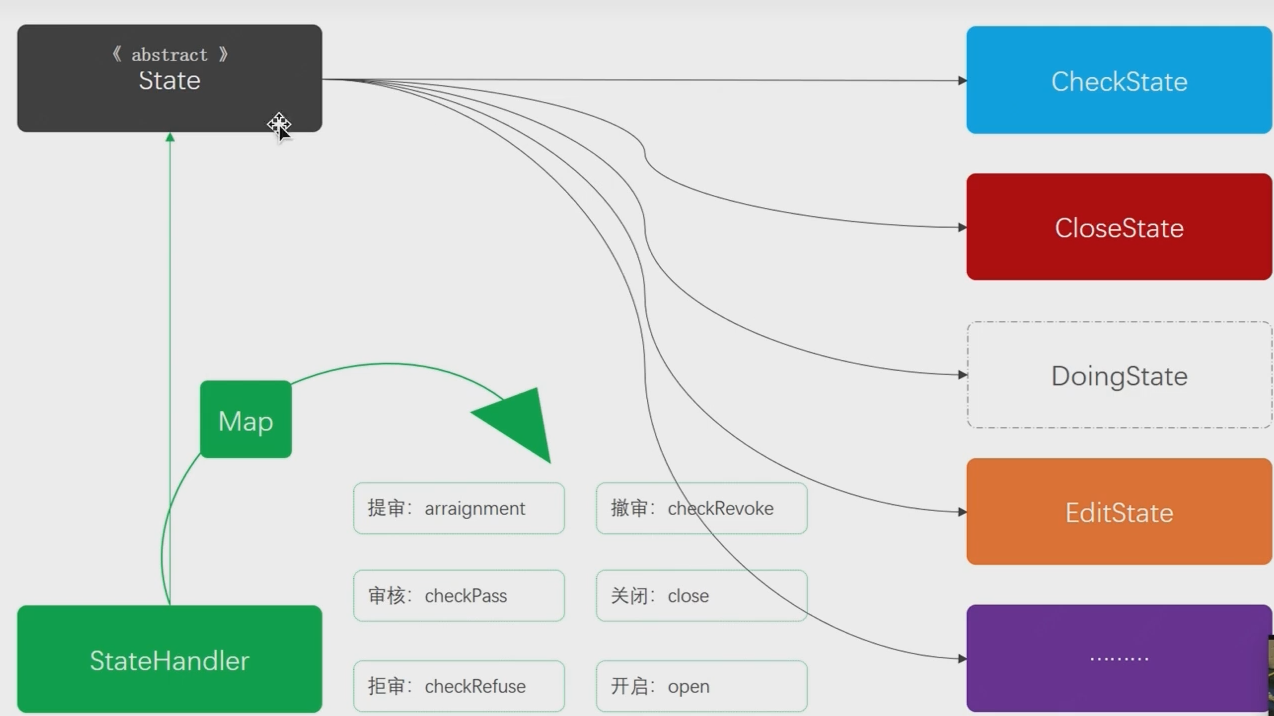 《 abstract 》
State
CheckState
CloseState
DoingState
Map
提审：arraignment
撤审：checkRevoke
EditState
审核：checkPass
关闭：close
StateHandler
拒审：checkRefuse
开启：open
………